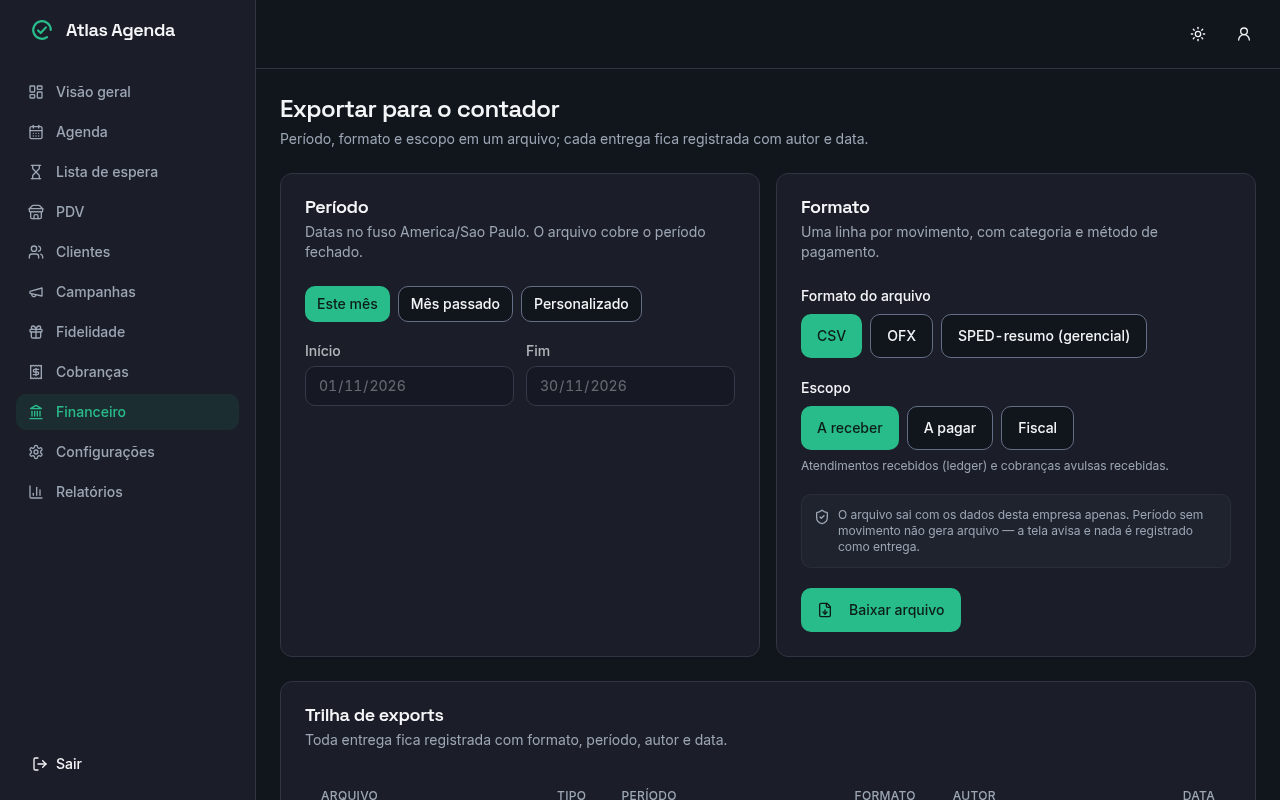 Atlas Agenda
Visão geral
Agenda
Lista de espera
PDV
Clientes
Campanhas
Fidelidade
Cobranças
Financeiro
Configurações
Relatórios
Sair
Exportar para o contador
Período, formato e escopo em um arquivo; cada entrega fica registrada com autor e data.
Período
Datas no fuso America/Sao Paulo. O arquivo cobre o período
fechado.
Este mês
Mês passado
Personalizado
Início
Fim
01/11/2026
30/11/2026
Formato
Uma linha por movimento, com categoria e método de
pagamento.
Formato do arquivo
CSV
OFX
SPED-resumo (gerencial)
Escopo
A receber
A pagar
Fiscal
Atendimentos recebidos (ledger) e cobranças avulsas recebidas.
O arquivo sai com os dados desta empresa apenas. Período sem
movimento não gera arquivo — a tela avisa e nada é registrado
como entrega.
Baixar arquivo
Trilha de exports
Toda entrega fica registrada com formato, período, autor e data.
ARQUIVO
TIPO
PERÍODO
FORMATO
AUTOR
DATA